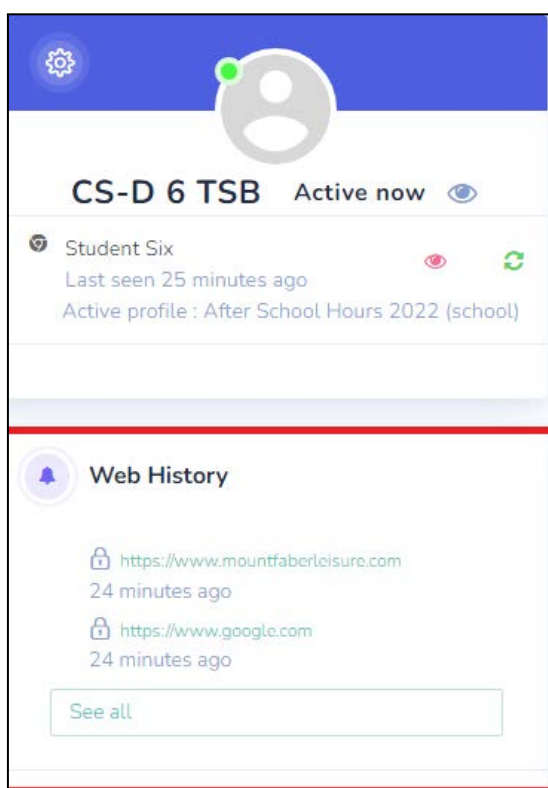 CS-D 6 TSB Active now
Student Six
Last seen 25 minutes ago
Active profile : After School Hours 2022 (school)
Web History
https://www.mountfaberleisure.com
24 minutes ago
https://www.google.com
24 minutes ago
See all